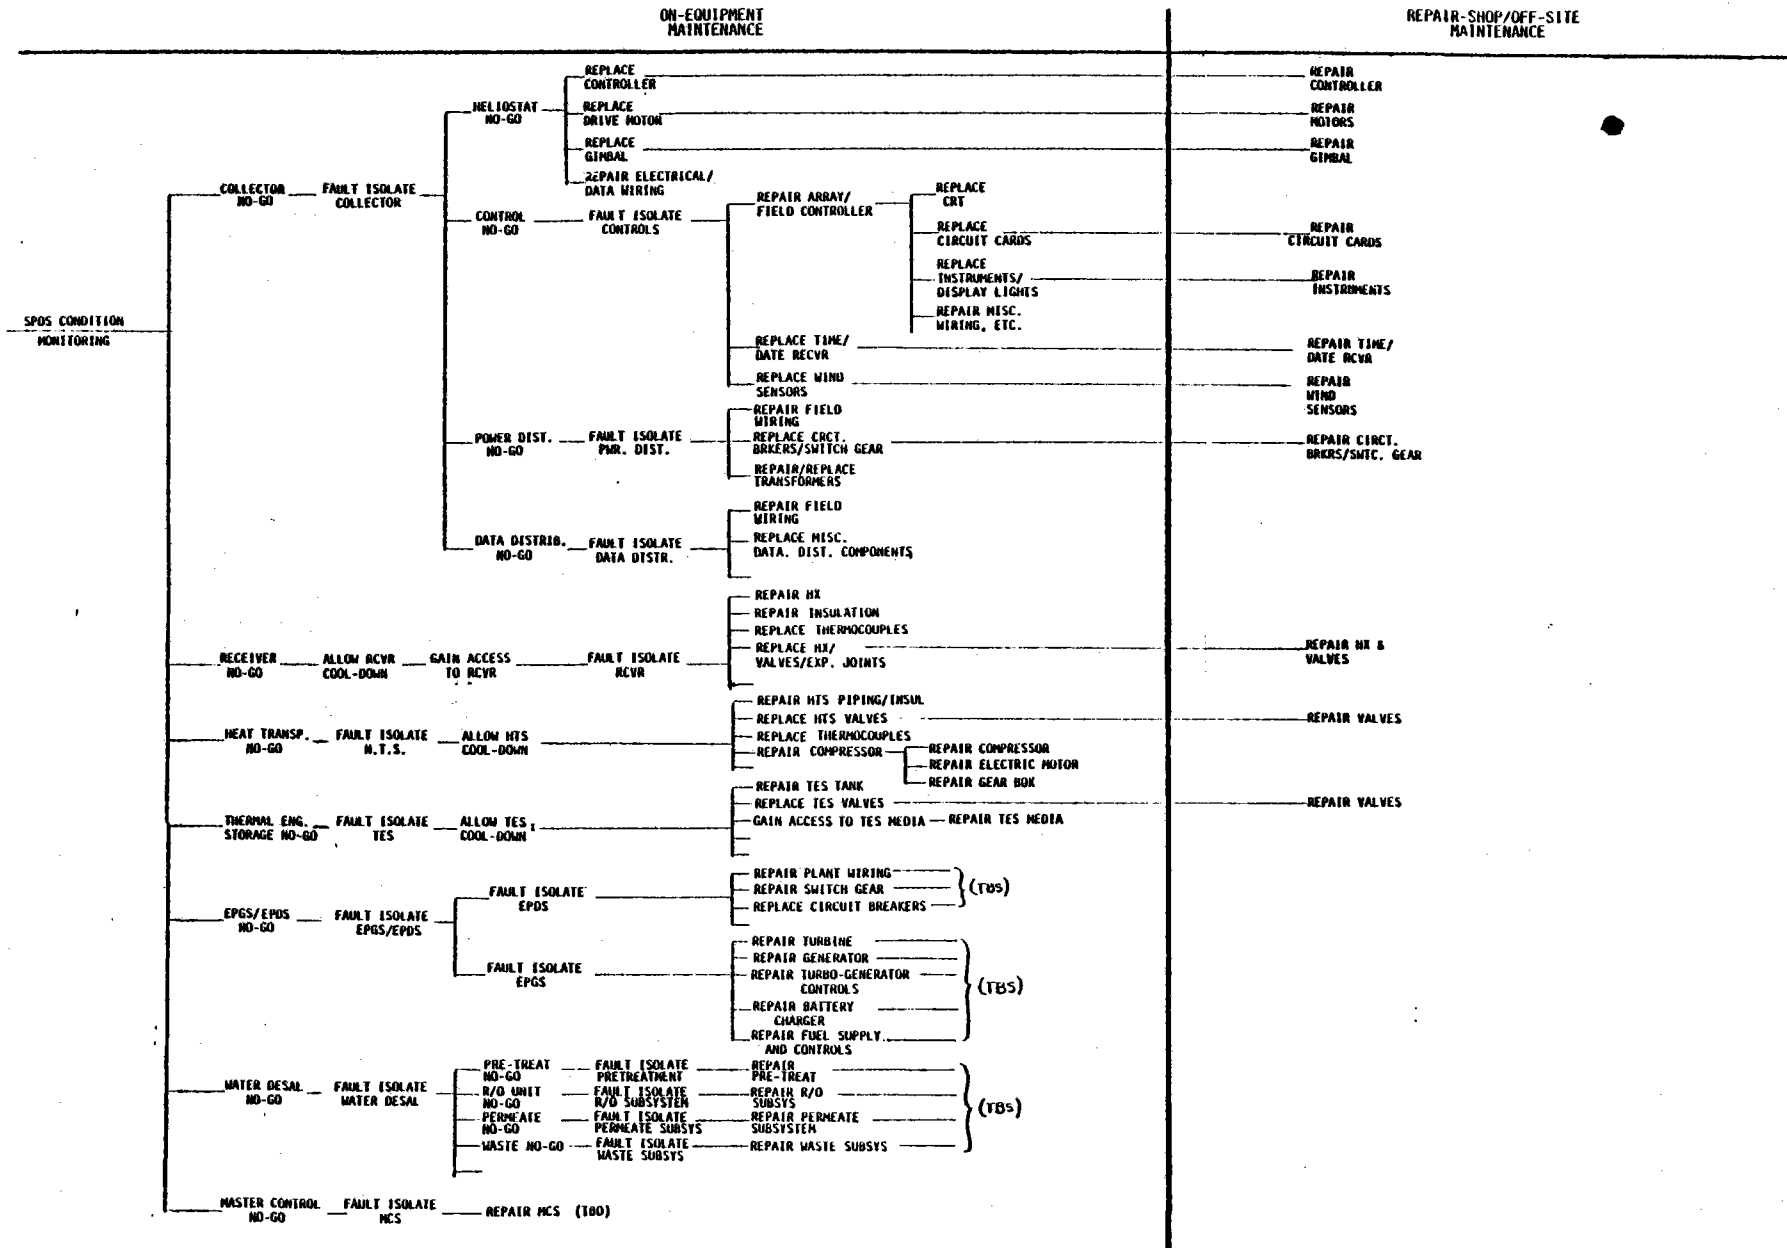 ON-EQUIPMENT
MAINTENANCE
REPAIR-SHOP/OFF-SITE
MAINTENANCE
SPDS CONDITION
MONITORING
COLLECTOR
NO-GO
FAULT ISOLATE
COLLECTOR
HELIOSTAT
NO-GO
REPLACE
CONTROLLER
REPAIR
CONTROLLER
REPLACE
DRIVE MOTOR
REPAIR
MOTORS
REPLACE
GIMBAL
REPAIR
GIMBAL
REPAIR ELECTRICAL/
DATA WIRING
CONTROL
NO-GO
FAULT ISOLATE
CONTROLS
REPAIR ARRAY/
FIELD CONTROLLER
REPLACE
CRT
REPLACE
CIRCUIT CARDS
REPAIR
CIRCUIT CARDS
REPLACE
INSTRUMENTS/
DISPLAY LIGHTS
REPAIR
INSTRUMENTS
REPAIR MISC.
WIRING, ETC.
REPLACE TIME/
DATE RECVR
REPAIR TIME/
DATE RCVR
REPLACE WIND
SENSORS
REPAIR
WIND
SENSORS
POWER DIST.
NO-GO
FAULT ISOLATE
PWR. DIST.
REPAIR FIELD
WIRING
REPLACE CRCT.
BRKERS/SWITCH GEAR
REPAIR CIRCT.
BRKRS/SWTC. GEAR
REPAIR/REPLACE
TRANSFORMERS
DATA DISTRIB.
NO-GO
FAULT ISOLATE
DATA DISTR.
REPAIR FIELD
WIRING
REPLACE MISC.
DATA. DIST. COMPONENTS
RECEIVER
NO-GO
ALLOW RCVR
COOL-DOWN
GAIN ACCESS
TO RCVR
FAULT ISOLATE
RCVR
REPAIR HX
REPAIR INSULATION
REPLACE THERMOCOUPLES
REPLACE HX/
VALVES/EXP. JOINTS
REPAIR HX &
VALVES
HEAT TRANSP.
NO-GO
FAULT ISOLATE
H.T.S.
ALLOW HTS
COOL-DOWN
REPAIR HTS PIPING/INSUL
REPLACE HTS VALVES
REPAIR VALVES
REPLACE THERMOCOUPLES
REPAIR COMPRESSOR
REPAIR COMPRESSOR
REPAIR ELECTRIC MOTOR
REPAIR GEAR BOX
THERMAL ENG.
STORAGE NO-GO
FAULT ISOLATE
TES
ALLOW TES
COOL-DOWN
REPAIR TES TANK
REPLACE TES VALVES
REPAIR VALVES
GAIN ACCESS TO TES MEDIA
REPAIR TES MEDIA
EPGS/EPDS
NO-GO
FAULT ISOLATE
EPGS/EPDS
FAULT ISOLATE
EPDS
REPAIR PLANT WIRING
REPAIR SWITCH GEAR
REPLACE CIRCUIT BREAKERS
(TBS)
FAULT ISOLATE
EPGS
REPAIR TURBINE
REPAIR GENERATOR
REPAIR TURBO-GENERATOR
CONTROLS
REPAIR BATTERY
CHARGER
REPAIR FUEL SUPPLY
AND CONTROLS
(TBS)
WATER DESAL
NO-GO
FAULT ISOLATE
WATER DESAL
PRE-TREAT
NO-GO
FAULT ISOLATE
PRETREATMENT
REPAIR
PRE-TREAT
R/O UNIT
NO-GO
FAULT ISOLATE
R/O SUBSYSTEM
REPAIR R/O
SUBSYS
PERMEATE
NO-GO
FAULT ISOLATE
PERMEATE SUBSYS
REPAIR PERMEATE
SUBSYSTEM
WASTE NO-GO
FAULT ISOLATE
WASTE SUBSYS
REPAIR WASTE SUBSYS
(TBS)
MASTER CONTROL
NO-GO
FAULT ISOLATE
MCS
REPAIR MCS (TBD)